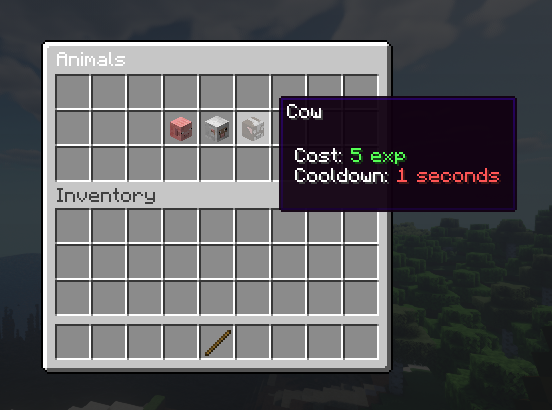 Animals
Cow
Cost: 5 exp
Cooldown: 1 seconds
Inventory